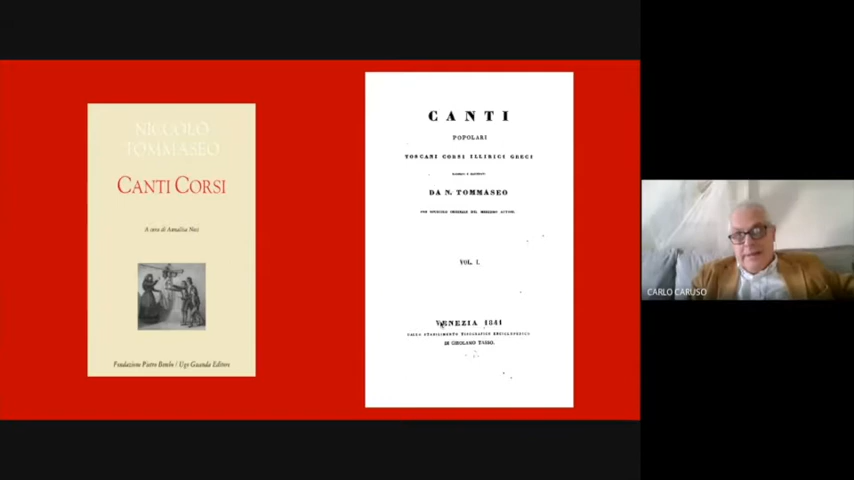 NICCOLÒ
TOMMASEO
CANTI CORSI
A cura di Annalisa Nesi
Fondazione Pietro Bembo / Ugo Guanda Editore
CANTI
POPOLARI
TOSCANI CORSI ILLIRICI GRECI
DA N. TOMMASEO
VOL. I.
VENEZIA 1841
DI GIROLAMO TASSO.
CARLO CARUSO